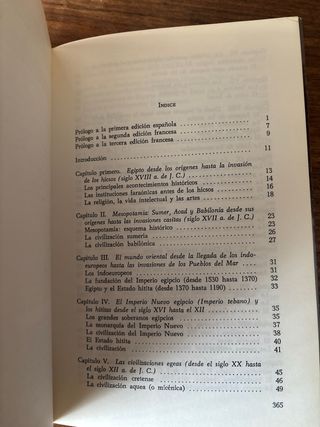 ÍNDICE
Prólogo a la primera edición española 1
Prólogo a la segunda edición francesa 7
Prólogo a la tercera edición francesa 9
Introducción 11
Capítulo primero. Egipto desde los orígenes hasta la invasión
de los hicsos (siglo XVIII a. de J. C.) 13
Los principales acontecimientos históricos 14
Las instituciones faraónicas antes de los hicsos 16
La religión, la vida intelectual y las artes 18
Capítulo II. Mesopotamia: Sumer, Acad y Babilonia desde sus
orígenes hasta las invasiones casitas (siglo XVII a. de J. C.) 23
Mesopotamia: esquema histórico 23
La civilización sumeria 26
La civilización babilónica 27
Capítulo III. El mundo oriental desde la llegada de los indo-
europeos hasta las invasiones de los Pueblos del Mar 31
Los indoeuropeos 31
La fundación del Imperio egipcio (desde 1530 hasta 1370) 32
Egipto y el Estado hitita (desde 1370 hasta 1190) 33
Capítulo IV. El Imperio Nuevo egipcio (Imperio tebano) y
los hititas desde el siglo XVI hasta el XII 35
Los grandes soberanos egipcios 35
La monarquía del Imperio Nuevo 37
La civilización del Imperio Nuevo 38
El Estado hitita 40
La civilización 41
Capítulo V. Las civilizaciones egeas (desde el siglo XX hasta
el siglo XII a. de J. C.) 45
La civilización cretense 46
La civilización aquea (o micénica) 49
365